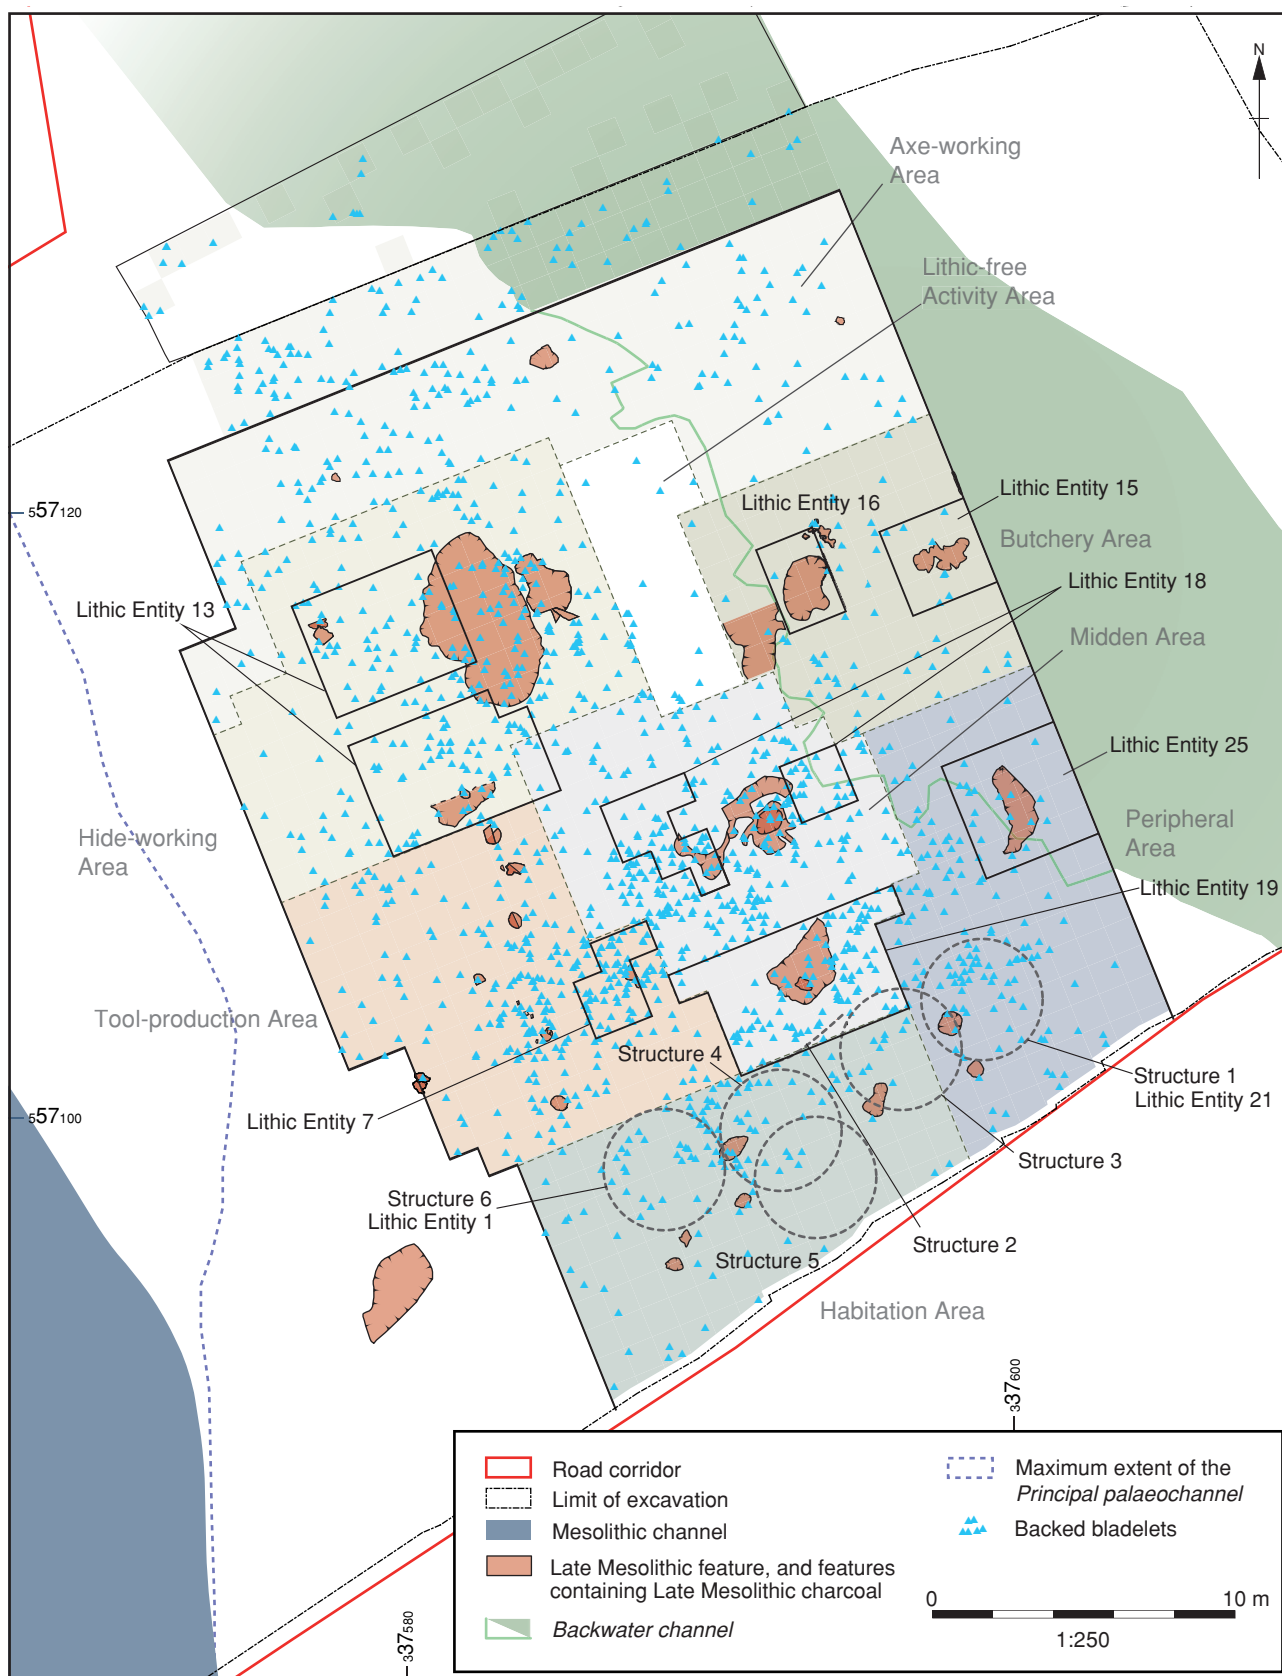 N
Axe-working
Area
Lithic-free
Activity Area
Lithic Entity 16
Lithic Entity 15
Butchery Area
557120
Lithic Entity 18
Lithic Entity 13
Midden Area
Lithic Entity 25
Hide-working
Area
Peripheral
Area
Lithic Entity 19
Tool-production Area
Structure 4
Structure 1
Lithic Entity 21
557100
Lithic Entity 7
Structure 3
Structure 6
Lithic Entity 1
Structure 2
Structure 5
Habitation Area
337600
337580
Road corridor
Limit of excavation
Mesolithic channel
Late Mesolithic feature, and features
containing Late Mesolithic charcoal
Backwater channel
Maximum extent of the
Principal palaeochannel
Backed bladelets
0 10 m
1:250